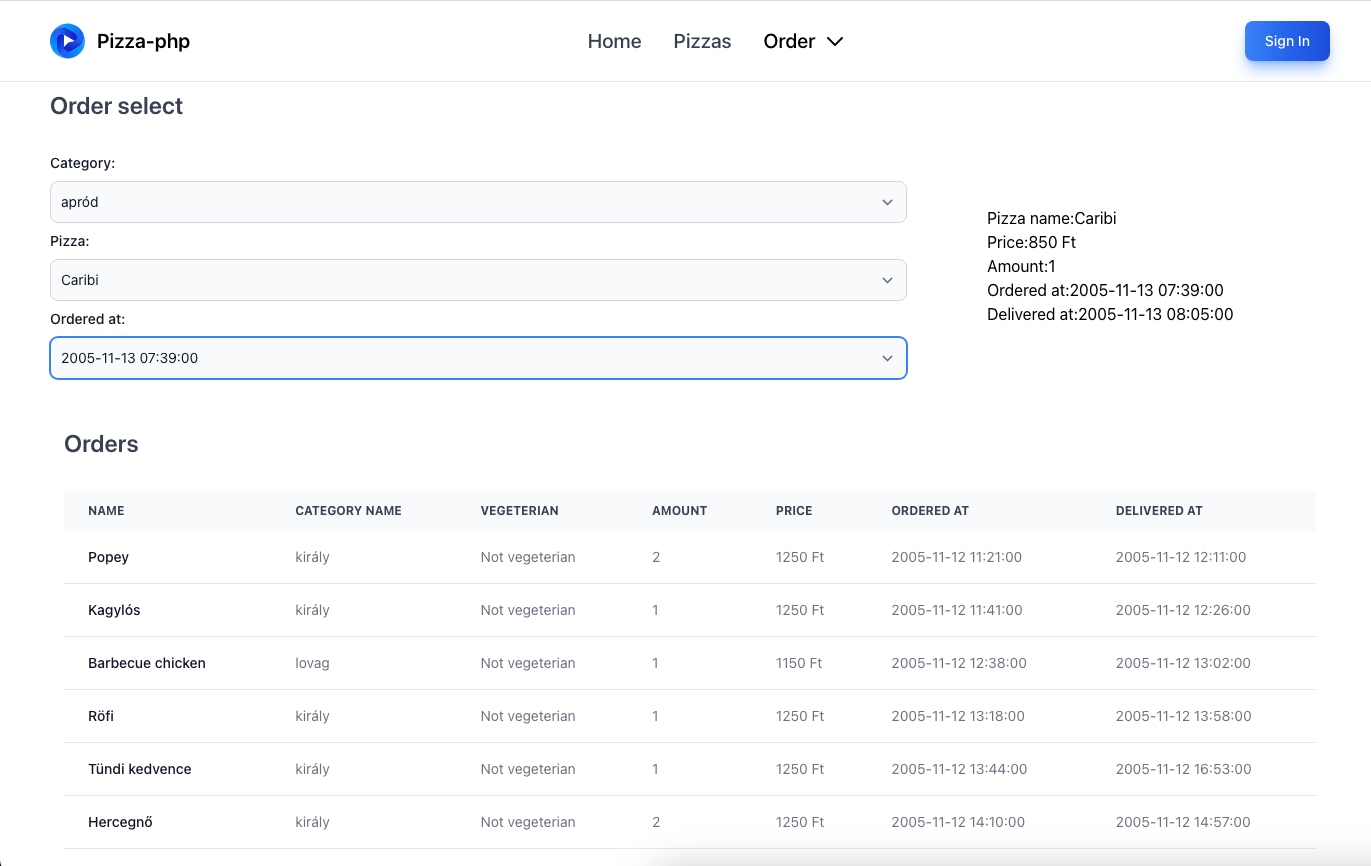 Pizza-php
Home Pizzas Order
Sign In
Order select
Category:
apród
Pizza:
Caribi
Ordered at:
2005-11-13 07:39:00
Pizza name:Caribi
Price:850 Ft
Amount:1
Ordered at:2005-11-13 07:39:00
Delivered at:2005-11-13 08:05:00
Orders
NAME CATEGORY NAME VEGETERIAN AMOUNT PRICE ORDERED AT DELIVERED AT
Popey király Not vegeterian 2 1250 Ft 2005-11-12 11:21:00 2005-11-12 12:11:00
Kagylós király Not vegeterian 1 1250 Ft 2005-11-12 11:41:00 2005-11-12 12:26:00
Barbecue chicken lovag Not vegeterian 1 1150 Ft 2005-11-12 12:38:00 2005-11-12 13:02:00
Röfi király Not vegeterian 1 1250 Ft 2005-11-12 13:18:00 2005-11-12 13:58:00
Tündi kedvence király Not vegeterian 1 1250 Ft 2005-11-12 13:44:00 2005-11-12 16:53:00
Hercegnő király Not vegeterian 2 1250 Ft 2005-11-12 14:10:00 2005-11-12 14:57:00